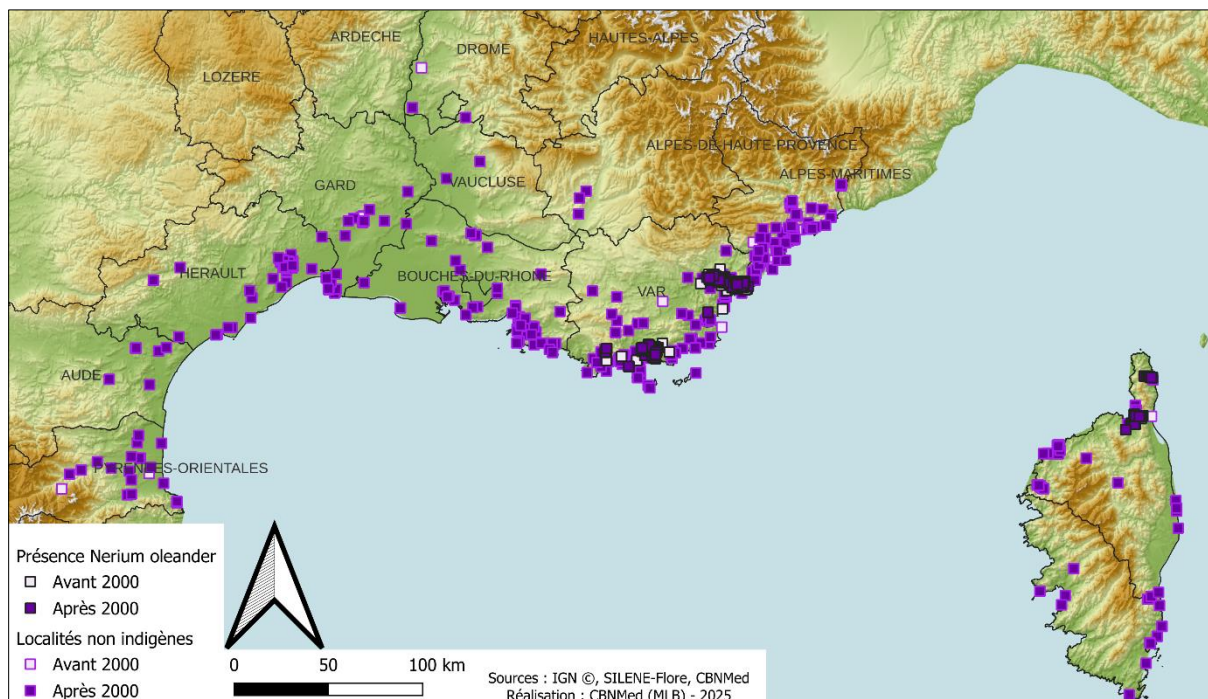 ARDECHE
DROME
HAUTES-ALPES
LOZERE
ALPES-DE-HAUTE-PROVENCE
ALPES-MARITIMES
GARD
VAUCLUSE
HERAULT
BOUCHES-DU-RHONE
VAR
AUDE
PYRENEES-ORIENTALES
Présence Nerium oleander
Avant 2000
Après 2000
Localités non indigènes
Avant 2000
Après 2000
0 50 100 km
Sources : IGN ©, SILENE-Flore, CBNMed
Réalisation : CBNMed (MLB) - 2025